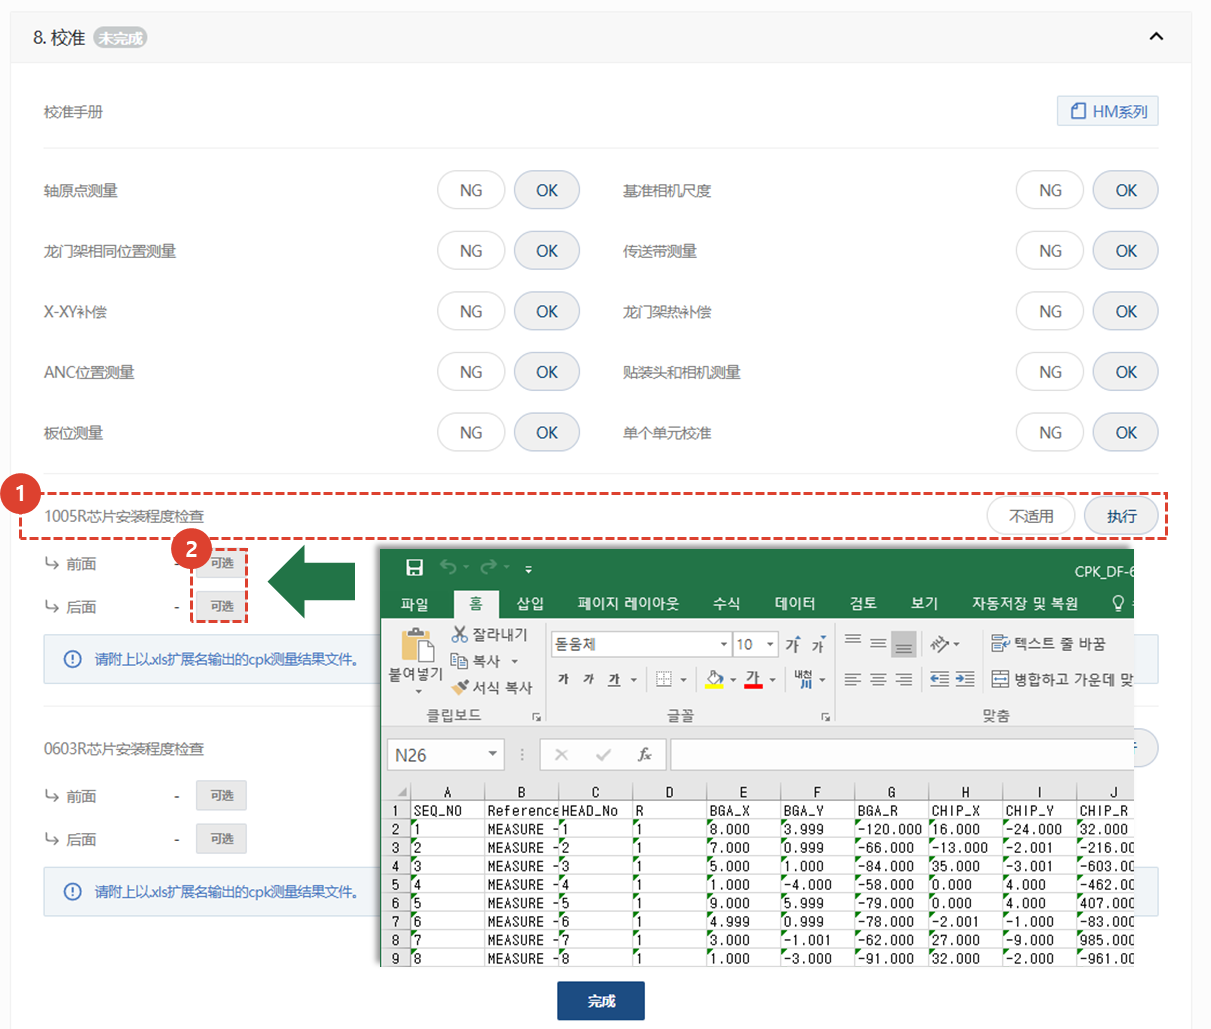 8. 校准 未完成
校准手册 HM系列
轴原点测量 NG OK 基准相机尺度 NG OK
龙门架相同位置测量 NG OK 传送带测量 NG OK
X-XY补偿 NG OK 龙门架热补偿 NG OK
ANC位置测量 NG OK 贴装头和相机测量 NG OK
板位测量 NG OK 单个单元校准 NG OK
1
1005R芯片安装程度检查 不适用 执行
2
前面 - 可选
后面 - 可选
请附上以.xls扩展名输出的cpk测量结果文件。
0603R芯片安装程度检查
前面 - 可选
后面 - 可选
请附上以.xls扩展名输出的cpk测量结果文件。
CPK_DF-6
파일 홈 삽입 페이지 레이아웃 수식 데이터 검토 보기 자동저장 및 복원
잘라내기
돋움체 10 가 가 텍스트 줄 바꿈
복사
붙여넣기
서식 복사 가 가 가 가 내천 川 병합하고 가운데 맞
클립보드 글꼴 맞춤
N26 fx
A B C D E F G H I J
1 SEQ_NO Reference HEAD_No R BGA_X BGA_Y BGA_R CHIP_X CHIP_Y CHIP_R
2 1 MEASURE - 1 1 8.000 3.999 -120.000 16.000 -24.000 32.000
3 2 MEASURE - 2 1 7.000 0.999 -66.000 -13.000 -2.001 -216.00
4 3 MEASURE - 3 1 5.000 1.000 -84.000 35.000 -3.001 -603.00
5 4 MEASURE - 4 1 1.000 -4.000 -58.000 0.000 4.000 -462.00
6 5 MEASURE - 5 1 9.000 5.999 -79.000 0.000 4.000 407.000
7 6 MEASURE - 6 1 4.999 0.999 -78.000 -2.001 -1.000 -83.000
8 7 MEASURE - 7 1 3.000 -1.001 -62.000 27.000 -9.000 985.000
9 8 MEASURE - 8 1 1.000 -3.000 -91.000 32.000 -2.000 -961.00
完成